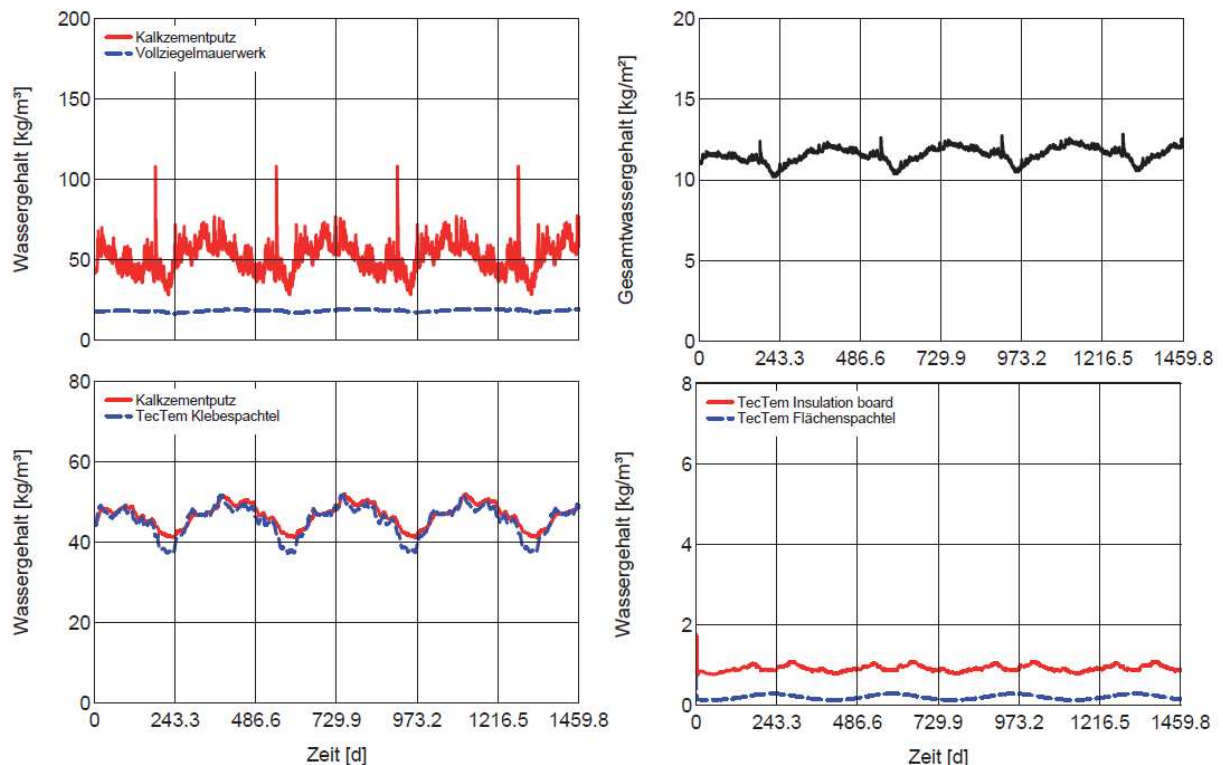 200
150
100
50
0
Wassergehalt [kg/m³]
Kalkzementputz
Vollziegelmauerwerk
20
15
10
5
0
Gesamtwassergehalt [kg/m²]
0 243.3 486.6 729.9 973.2 1216.5 1459.8
80
60
40
20
0
Wassergehalt [kg/m³]
Kalkzementputz
TecTem Klebespachtel
0 243.3 486.6 729.9 973.2 1216.5 1459.8
Zeit [d]
8
6
4
2
0
Wassergehalt [kg/m³]
TecTem Insulation board
TecTem Flächenspachtel
0 243.3 486.6 729.9 973.2 1216.5 1459.8
Zeit [d]